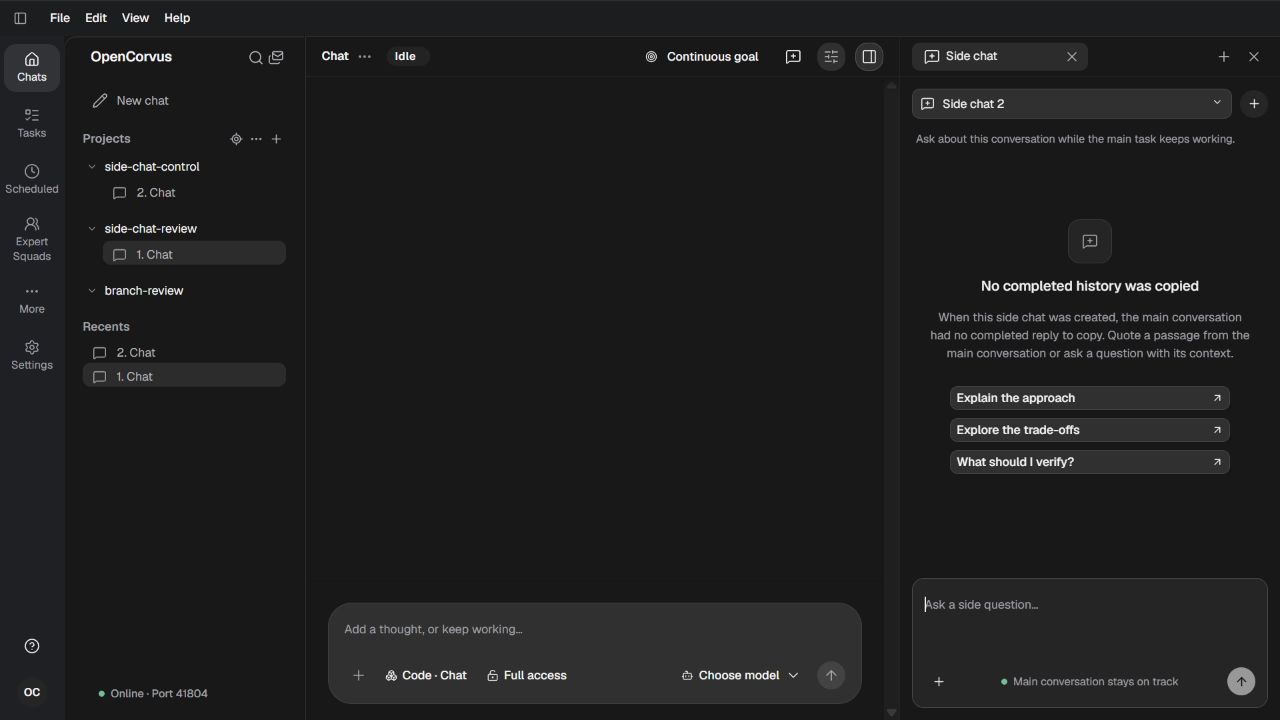 File Edit View Help
Chats
Tasks
Scheduled
Expert
Squads
More
Settings
OC
OpenCorvus
New chat
Projects
side-chat-control
2. Chat
side-chat-review
1. Chat
branch-review
Recents
2. Chat
1. Chat
Online · Port 41804
Chat ··· Idle
Continuous goal
Add a thought, or keep working...
Code · Chat Full access Choose model
Side chat
Side chat 2
Ask about this conversation while the main task keeps working.
No completed history was copied
When this side chat was created, the main conversation
had no completed reply to copy. Quote a passage from the
main conversation or ask a question with its context.
Explain the approach
Explore the trade-offs
What should I verify?
Ask a side question...
Main conversation stays on track